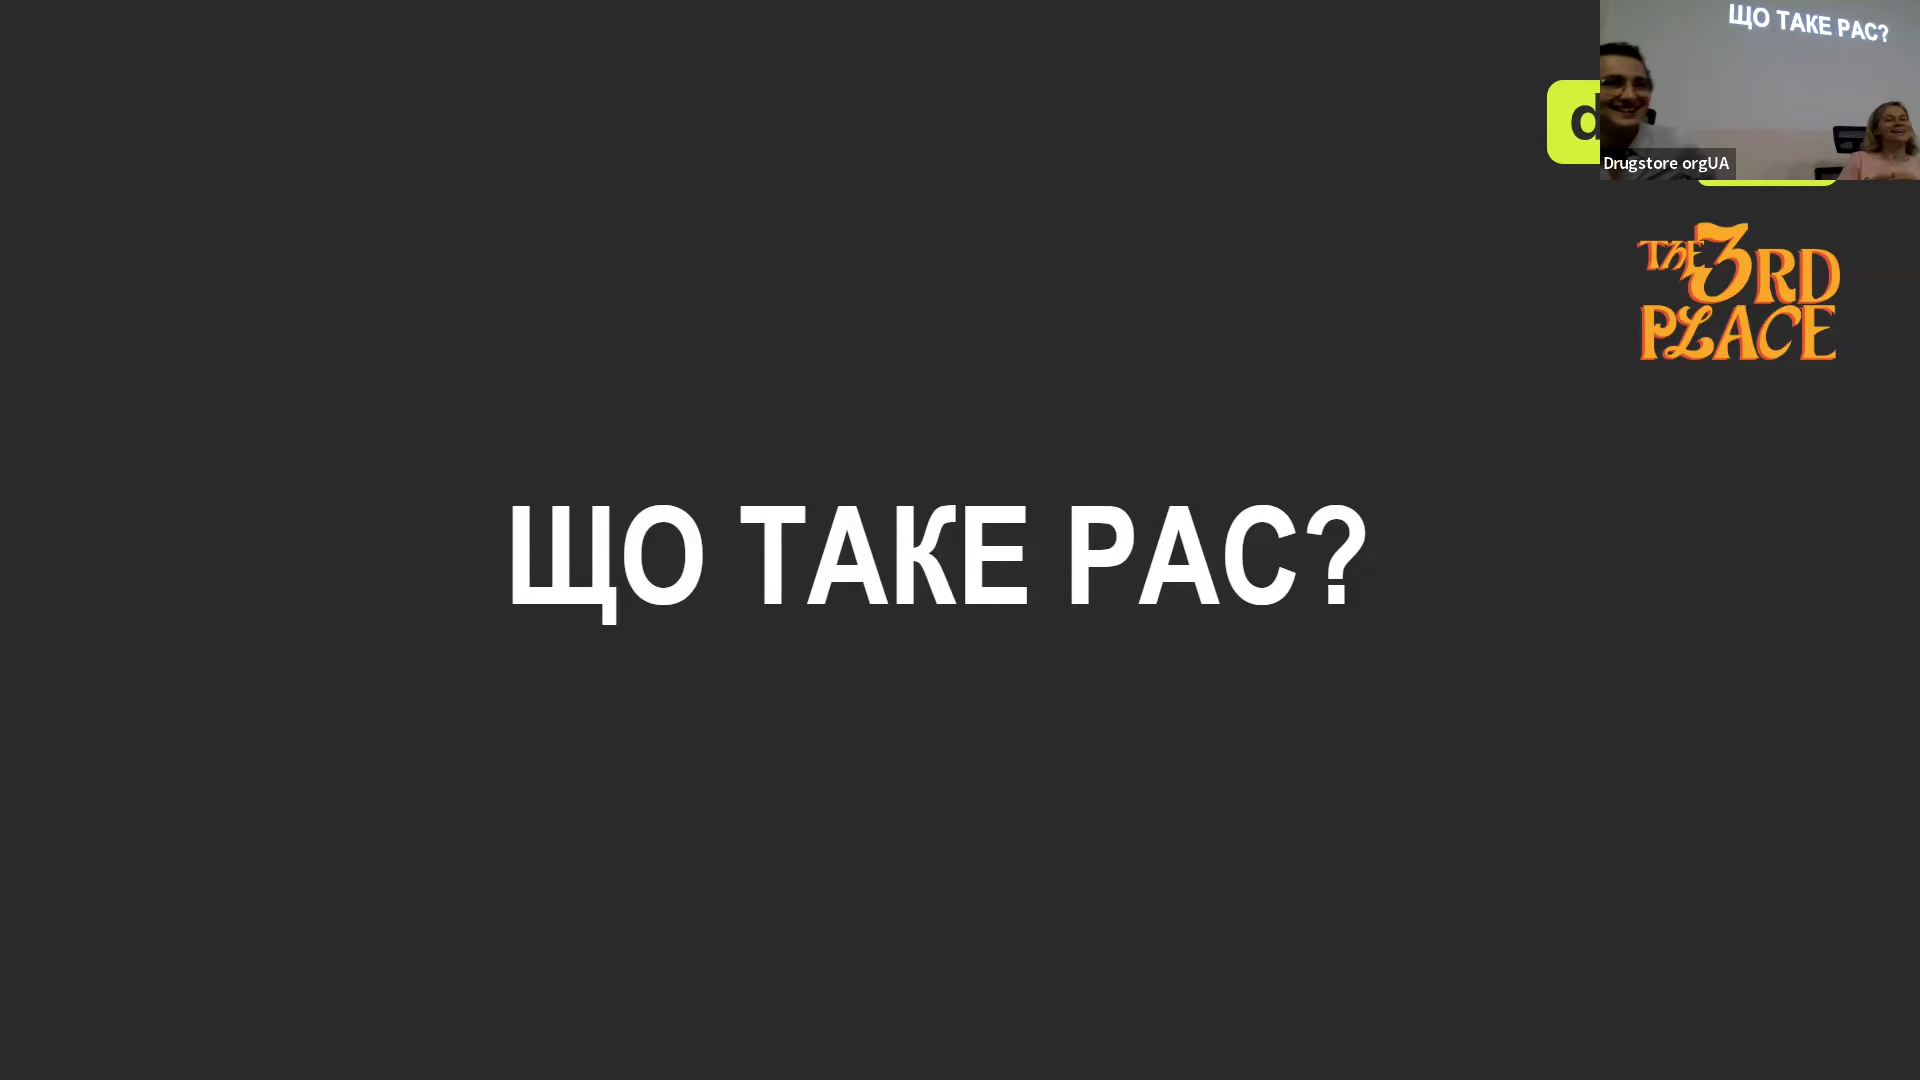 ЩО ТАКЕ РАС?
d
Drugstore orgUA
THE 3RD
PLACE
ЩО ТАКЕ РАС?